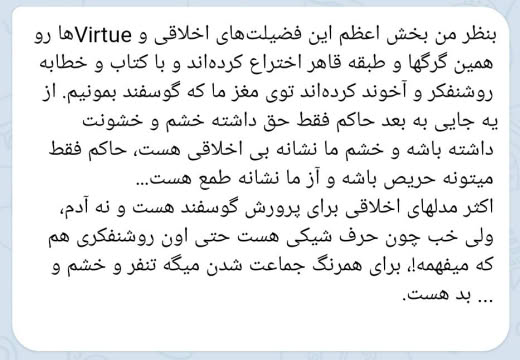 بنظر من بخش اعظم این فضیلت‌های اخلاقی و Virtueها رو
همین گرگها و طبقه قاهر اختراع کرده‌اند و با کتاب و خطابه
روشنفکر و آخوند کرده‌اند توی مغز ما که گوسفند بمونیم. از
یه جایی به بعد حاکم فقط حق داشته خشم و خشونت
داشته باشه و خشم ما نشانه بی اخلاقی هست، حاکم فقط
میتونه حریص باشه و آز ما نشانه طمع هست...
اکثر مدلهای اخلاقی برای پرورش گوسفند هست و نه آدم،
ولی خب چون حرف شیکی هست حتی اون روشنفکری هم
که میفهمه!، برای همرنگ جماعت شدن میگه تنفر و خشم و
... بد هست.